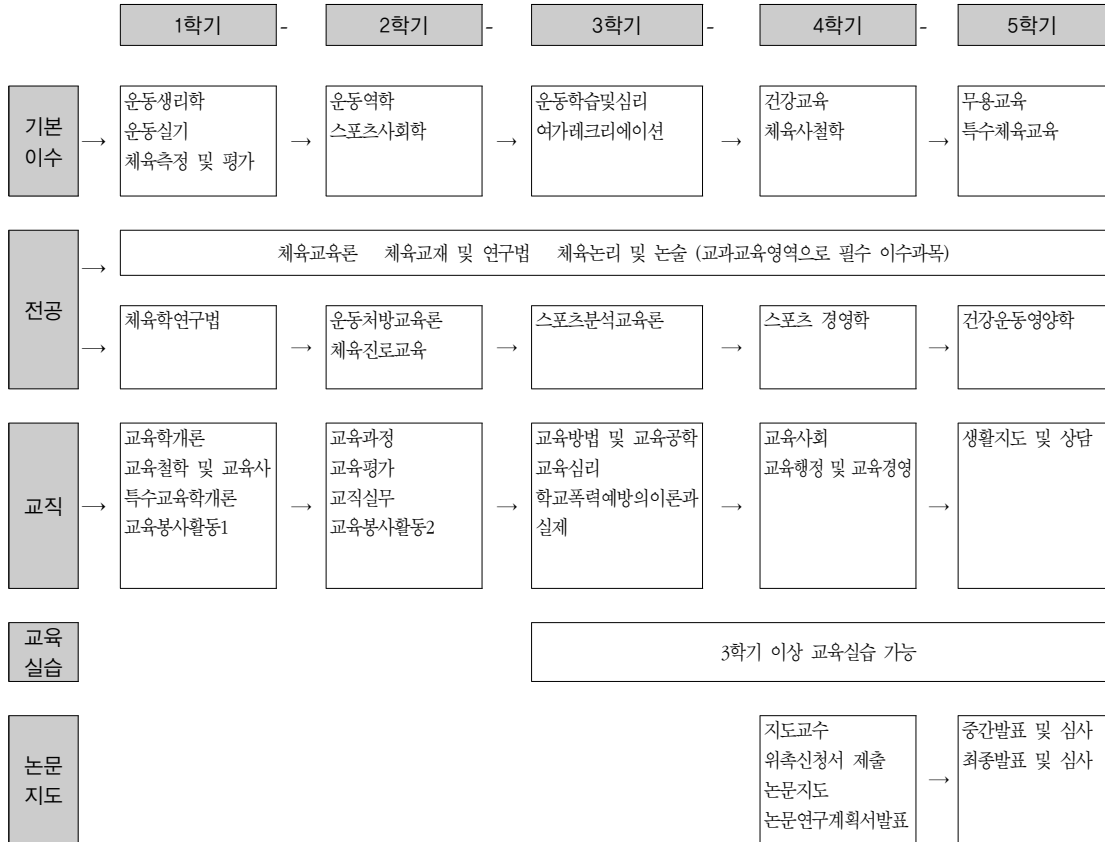 1학기 - 2학기 - 3학기 - 4학기 - 5학기
기본
이수
→
운동생리학
운동실기
체육측정 및 평가
→
운동역학
스포츠사회학
→
운동학습및심리
여가레크리에이션
→
건강교육
체육사철학
→
무용교육
특수체육교육
전공
→
체육교육론 체육교재 및 연구법 체육논리 및 논술 (교과교육영역으로 필수 이수과목)
→
체육학연구법
→
운동처방교육론
체육진로교육
→
스포츠분석교육론
→
스포츠 경영학
→
건강운동영양학
교직
→
교육학개론
교육철학 및 교육사
특수교육학개론
교육봉사활동1
→
교육과정
교육평가
교직실무
교육봉사활동2
→
교육방법 및 교육공학
교육심리
학교폭력예방의이론과
실제
→
교육사회
교육행정 및 교육경영
→
생활지도 및 상담
교육
실습
3학기 이상 교육실습 가능
논문
지도
지도교수
위촉신청서 제출
논문지도
논문연구계획서발표
→
중간발표 및 심사
최종발표 및 심사